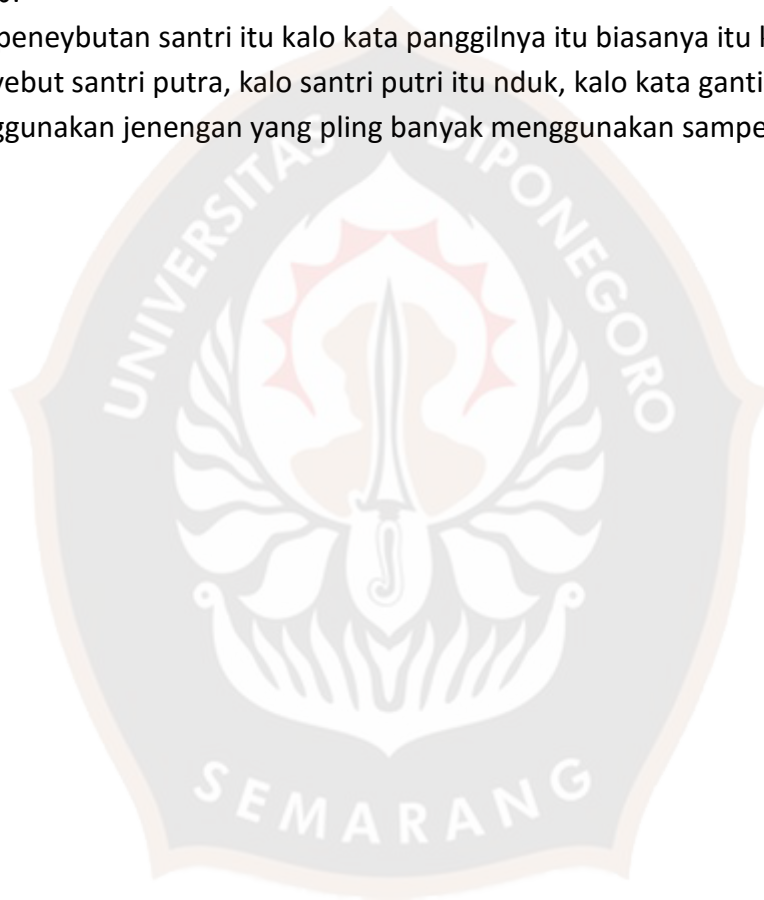 peneybutan santri itu kalo kata panggilnya itu biasanya itu
yebut santri putra, kalo santri putri itu nduk, kalo kata ganti
ggunakan jenengan yang pling banyak menggunakan sampe
UNIVERSITAS DIPONEGORO
SEMARANG